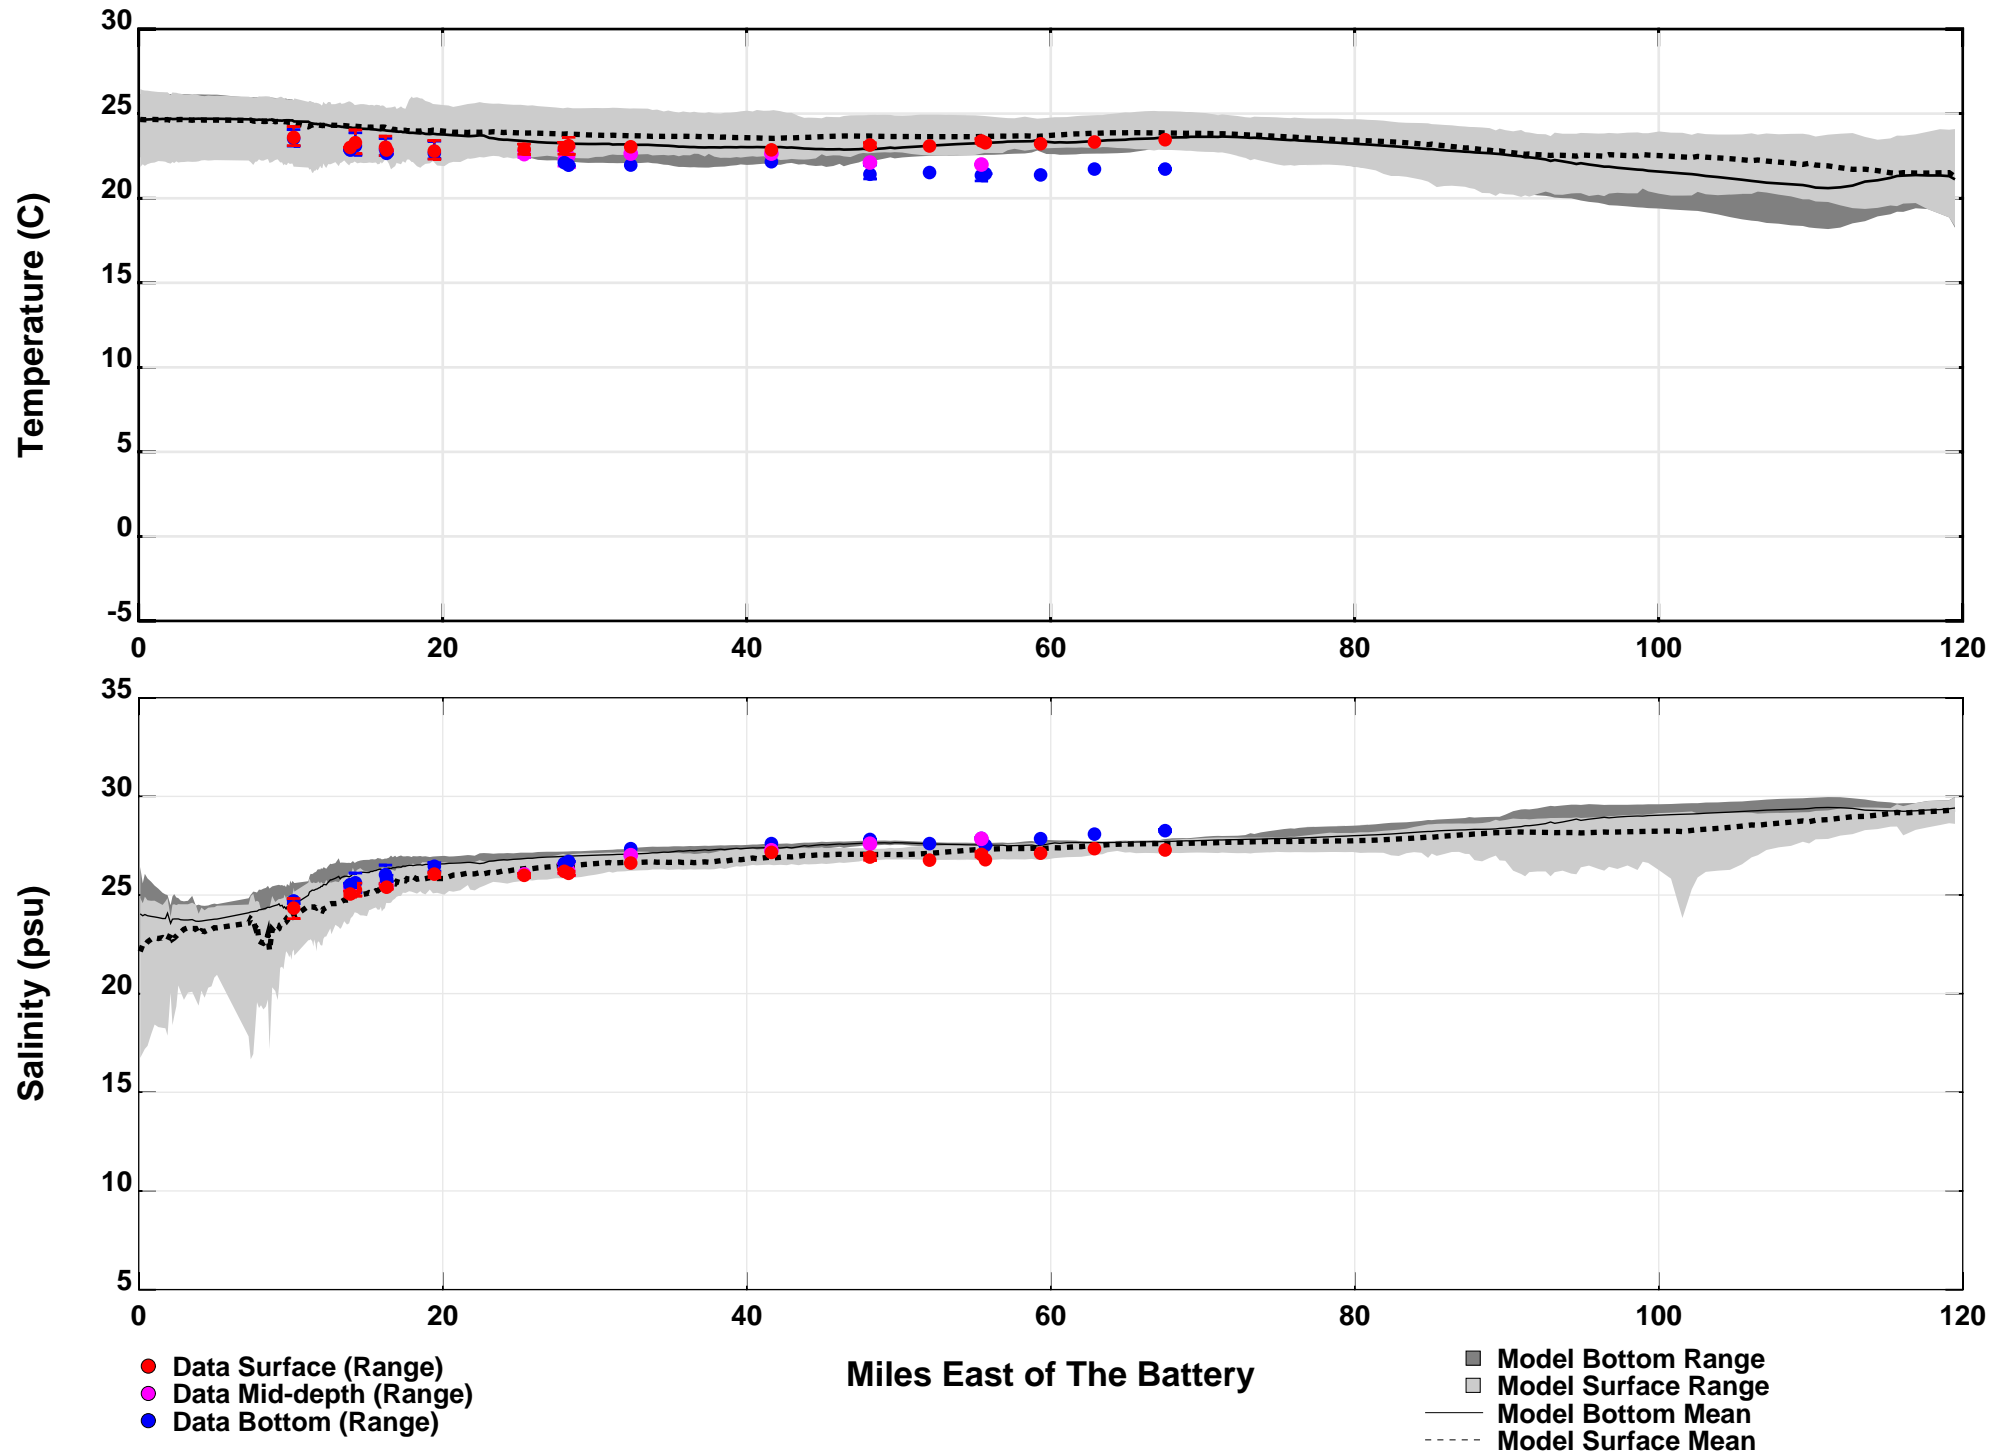 30
25
20
15
10
5
0
-5
Temperature (C)
0 20 40 60 80 100 120
35
30
25
20
15
10
5
Salinity (psu)
0 20 40 60 80 100 120
Miles East of The Battery
Data Surface (Range)
Data Mid-depth (Range)
Data Bottom (Range)
Model Bottom Range
Model Surface Range
Model Bottom Mean
Model Surface Mean